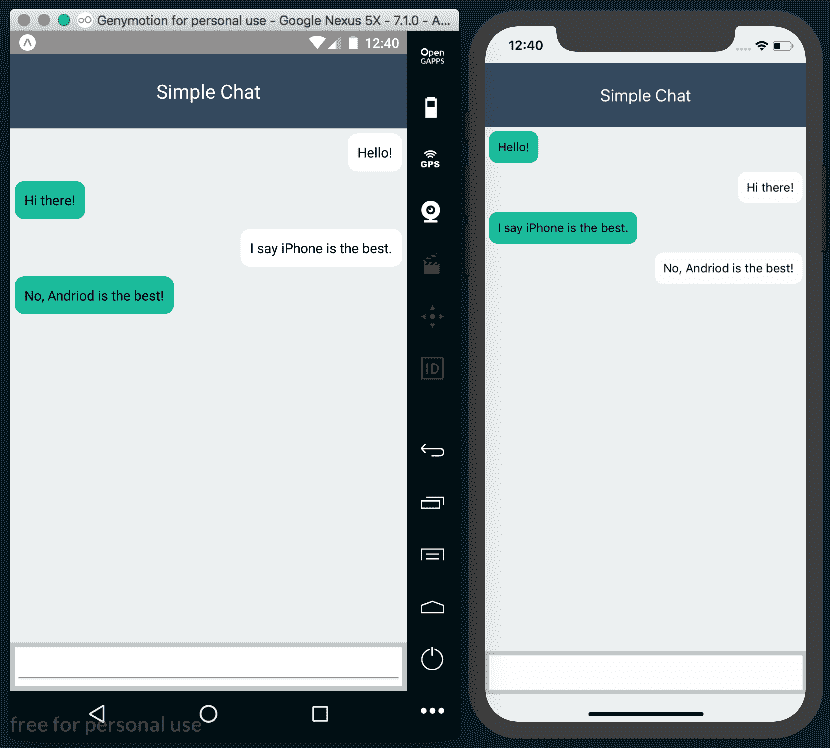 Genymotion for personal use - Google Nexus 5X - 7.1.0 - A...
12:40
Simple Chat
Hello!
Hi there!
I say iPhone is the best.
No, Andriod is the best!
free for personal use
Open
GAPPS
GPS
ID
12:40
Simple Chat
Hello!
Hi there!
I say iPhone is the best.
No, Andriod is the best!